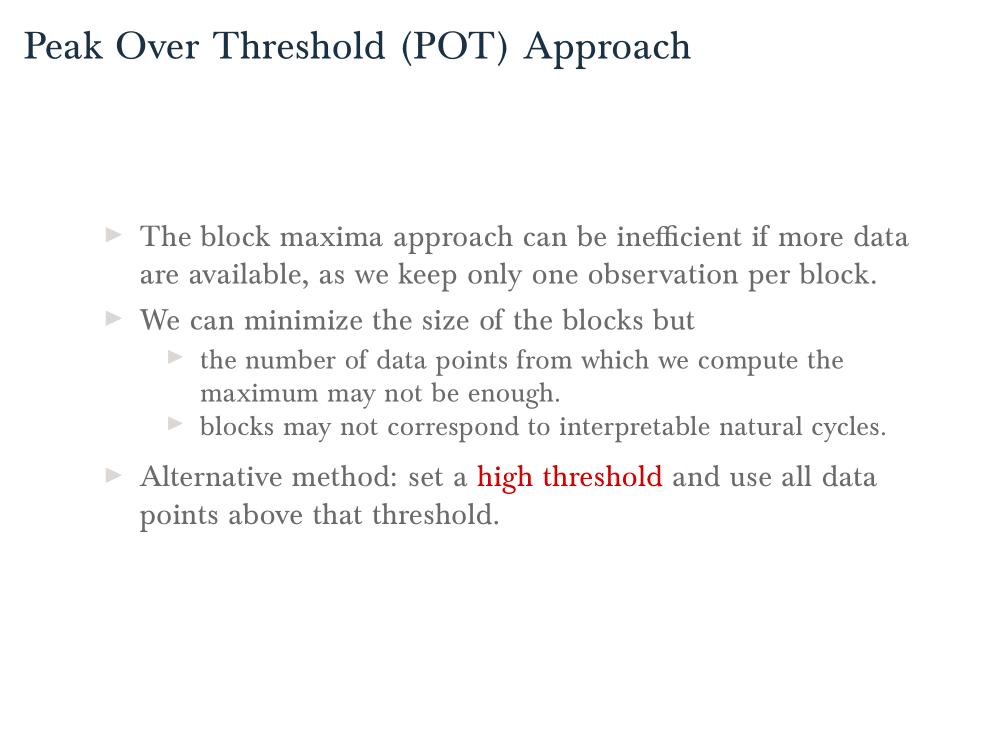 Peak Over Threshold (POT) Approach
The block maxima approach can be inefficient if more data
are available, as we keep only one observation per block.
We can minimize the size of the blocks but
the number of data points from which we compute the
maximum may not be enough.
blocks may not correspond to interpretable natural cycles.
Alternative method: set a high threshold and use all data
points above that threshold.